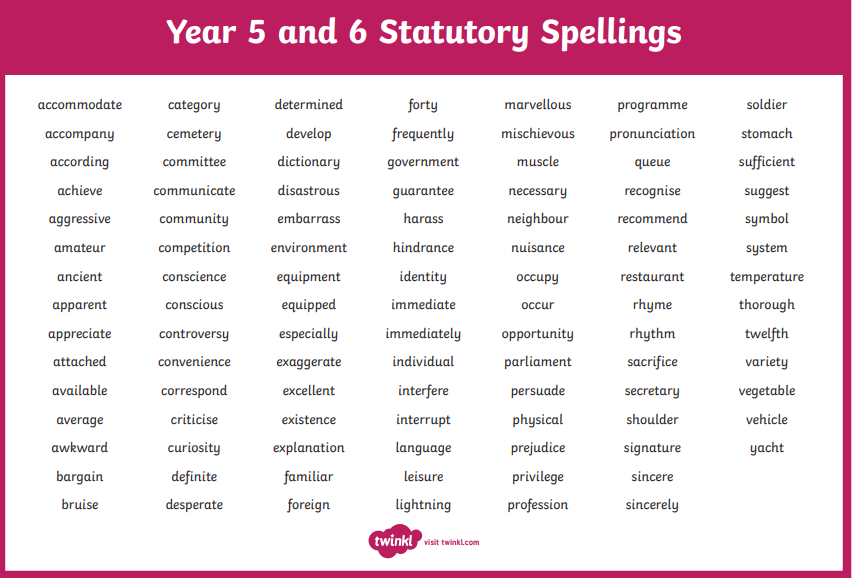 Year 5 and 6 Statutory Spellings
accommodate category determined forty marvellous programme soldier
accompany cemetery develop frequently mischievous pronunciation stomach
according committee dictionary government muscle queue sufficient
achieve communicate disastrous guarantee necessary recognise suggest
aggressive community embarrass harass neighbour recommend symbol
amateur competition environment hindrance nuisance relevant system
ancient conscience equipment identity occupy restaurant temperature
apparent conscious equipped immediate occur rhyme thorough
appreciate controversy especially immediately opportunity rhythm twelfth
attached convenience exaggerate individual parliament sacrifice variety
available correspond excellent interfere persuade secretary vegetable
average criticise existence interrupt physical shoulder vehicle
awkward curiosity explanation language prejudice signature yacht
bargain definite familiar leisure privilege sincere
bruise desperate foreign lightning profession sincerely
twinkl visit twinkl.com